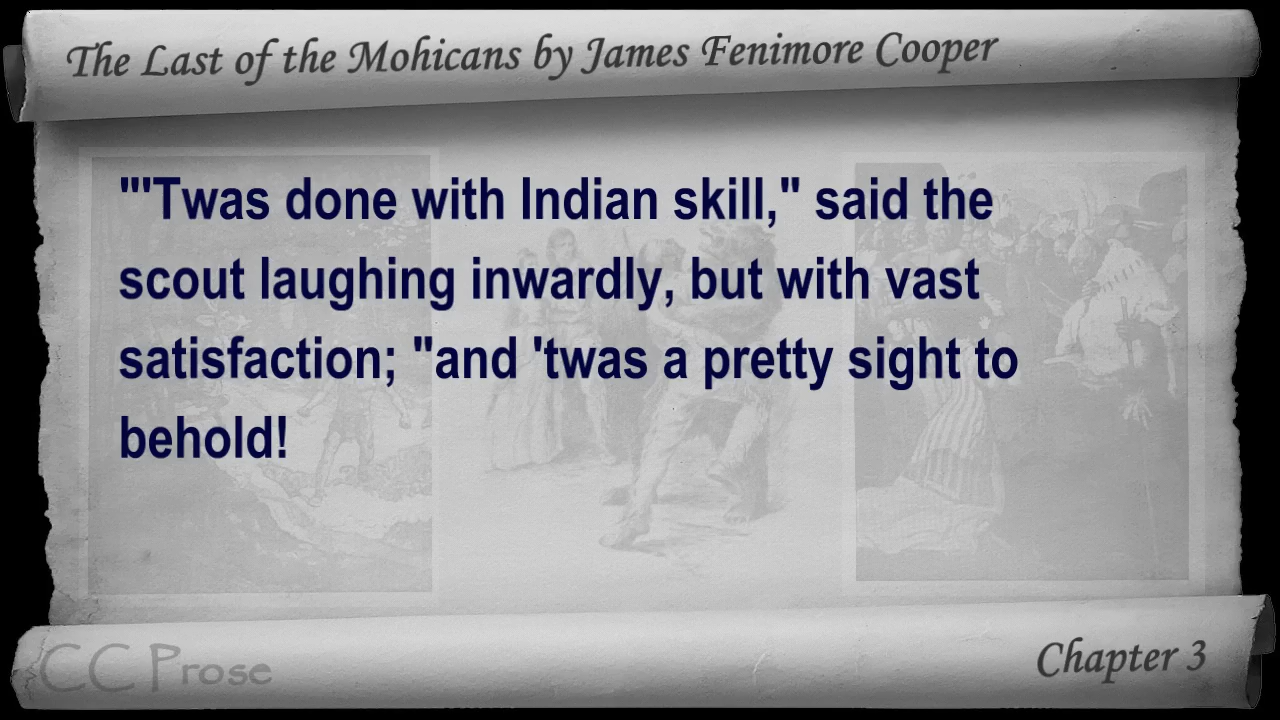 The Last of the Mohicans by James Fenimore Cooper
"'Twas done with Indian skill," said the
scout laughing inwardly, but with vast
satisfaction; "and 'twas a pretty sight to
behold!
CC Prose
Chapter 3